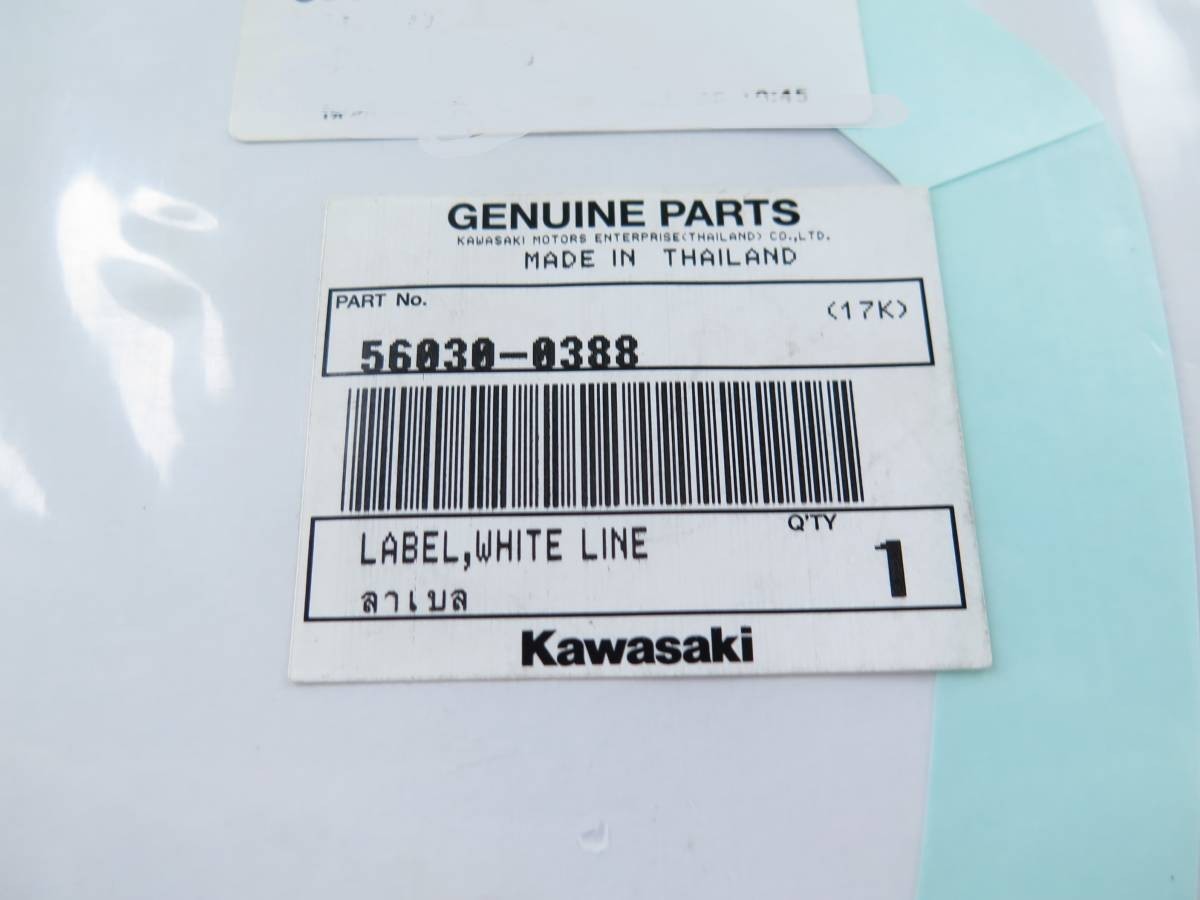 :45
GENUINE PARTS
KAWASAKI MOTORS ENTERPRISE(THAILAND) CO.,LTD.
MADE IN THAILAND
PART No.
(17K)
56030-0388
Q'TY
LABEL,WHITE LINE
1
ลาเบล
Kawasaki